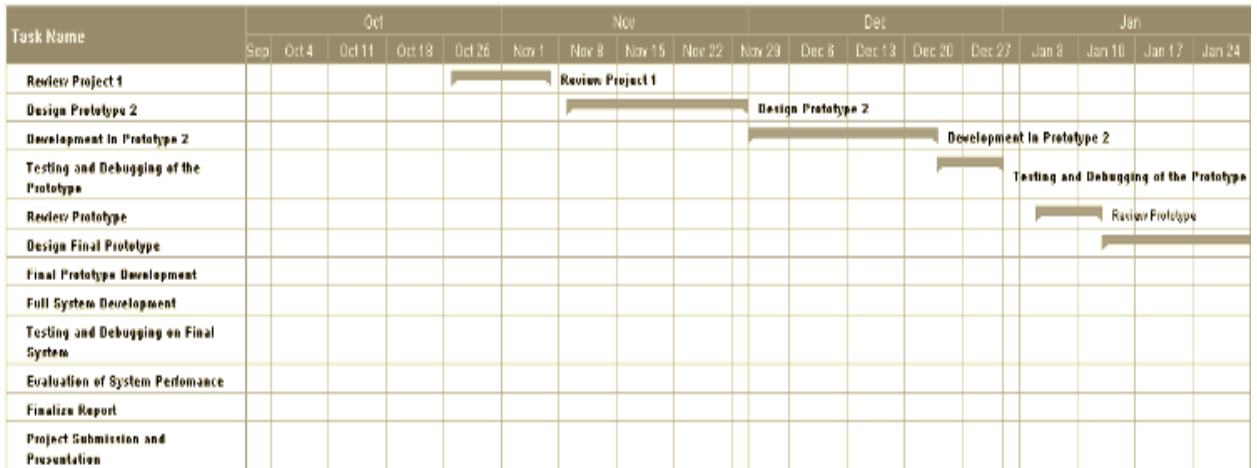 Task Name
Oct Nov Dec Jan
Sep Oct 4 Oct 11 Oct 18 Oct 26 Nov 1 Nov 8 Nov 15 Nov 22 Nov 29 Dec 6 Dec 13 Dec 20 Dec 27 Jan 3 Jan 10 Jan 17 Jan 24
Review Project 1 Review Project 1
Design Prototype 2 Design Prototype 2
Development In Prototype 2 Development In Prototype 2
Testing and Debugging of the
Prototype Testing and Debugging of the Prototype
Review Prototype Review Prototype
Design Final Prototype
Final Prototype Development
Full System Development
Testing and Debugging on Final
System
Evaluation of System Perfomance
Finalize Report
Project Submission and
Presentation